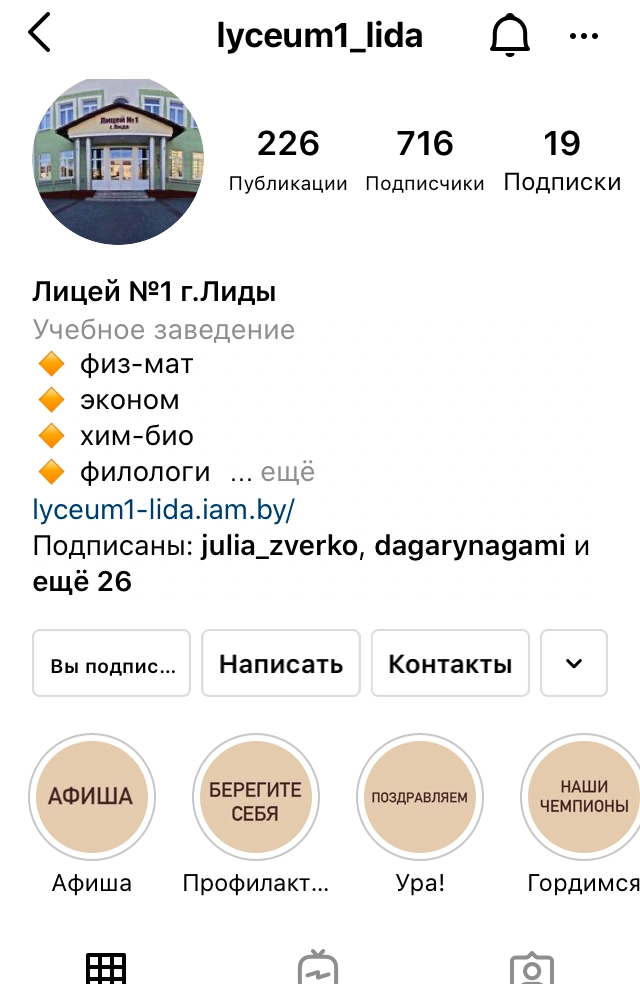 lyceum1_lida
Лицей №1
г.Лида
226 716 19
Публикации Подписчики Подписки
Лицей №1 г.Лиды
Учебное заведение
🔸 физ-мат
🔸 эконом
🔸 хим-био
🔸 филологи ... ещё
lyceum1-lida.iam.by/
Подписаны: julia_zverko, dagarynagami и
ещё 26
Вы подпис... Написать Контакты
АФИША БЕРЕГИТЕ СЕБЯ ПОЗДРАВЛЯЕМ НАШИ ЧЕМПИОНЫ
Афиша Профилакт... Ура! Гордимся